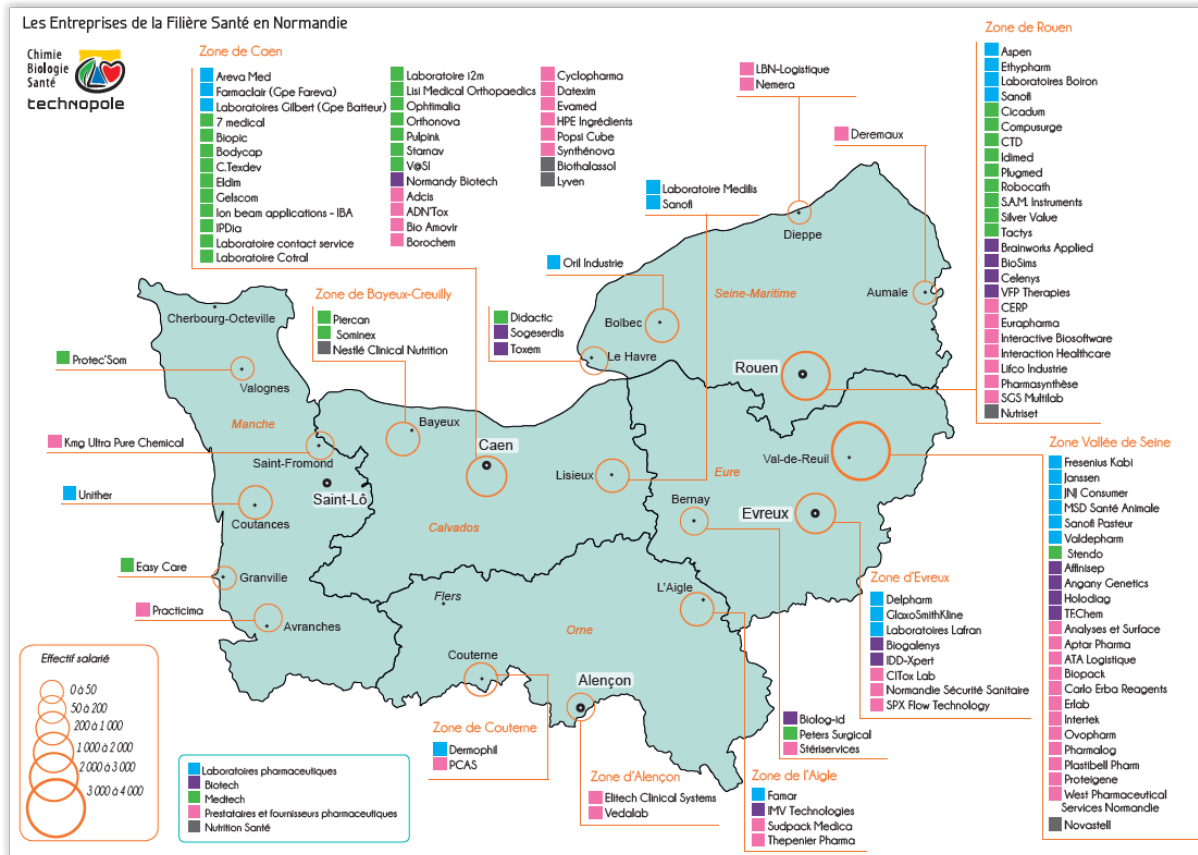 Les Entreprises de la Filière Santé en Normandie
Chimie
Biologie
Santé
technopole
Zone de Caen
Areva Med
Farmaclair (Gpe Fareva)
Laboratoires Gilbert (Gpe Batteur)
7 medical
Biopic
Bodycap
C.Texdev
Eldim
Gelscom
Ion beam applications - IBA
IPDia
Laboratoire contact service
Laboratoire Cotral
Laboratoire i2m
Lisi Medical Orthopaedics
Ophtimalia
Orthonova
Pulpink
Starnav
V@SI
Normandy Biotech
Adcis
ADN'Tox
Bio Amovir
Borochem
Cyclopharma
Datexim
Evamed
HPE Ingrédients
Popsi Cube
Synthénova
Biothalassol
Lyven
LBN-Logistique
Nemera
Deremaux
Laboratoire Medilis
Sanofi
Oril Industrie
Zone de Rouen
Aspen
Ethypharm
Laboratoires Boiron
Sanofi
Cicadum
Compusurge
CTD
Idimed
Plugmed
Robocath
S.A.M. Instruments
Silver Value
Tactys
Brainworks Applied
BioSims
Celenys
VFP Therapies
CERP
Eurapharma
Interactive Biosoftware
Interaction Healthcare
Lifco Industrie
Pharmasynthèse
SGS Multilab
Nutriset
Zone de Bayeux-Creuilly
Piercan
Sominex
Nestlé Clinical Nutrition
Didactic
Sogeserdis
Toxem
Protec'Som
Kmg Ultra Pure Chemical
Unither
Easy Care
Practicima
Cherbourg-Octeville
Valognes
Manche
Saint-Fromond
Saint-Lô
Coutances
Granville
Avranches
Bayeux
Caen
Lisieux
Calvados
Dieppe
Seine-Maritime
Aumale
Bolbec
Le Havre
Rouen
Val-de-Reuil
Eure
Bernay
Evreux
L'Aigle
Flers
Orne
Couterne
Alençon
Zone Vallée de Seine
Fresenius Kabi
Janssen
JNJ Consumer
MSD Santé Animale
Sanofi Pasteur
Valdepharm
Stendo
Affinisep
Angany Genetics
Holodiag
TF.Chem
Analyses et Surface
Aptar Pharma
ATA Logistique
Biopack
Carlo Erba Reagents
Erlab
Intertek
Ovopharm
Pharmalog
Plastibell Pharm
Proteigene
West Pharmaceutical
Services Normandie
Novastell
Zone d'Evreux
Delpharm
GlaxoSmithKline
Laboratoires Lafran
Biogalenys
IDD-Xpert
CITox Lab
Normandie Sécurité Sanitaire
SPX Flow Technology
Biolog-id
Peters Surgical
Stériservices
Zone de l'Aigle
Famar
IMV Technologies
Sudpack Medica
Thepenier Pharma
Zone d'Alençon
Elitech Clinical Systems
Vedalab
Zone de Couterne
Dermophil
PCAS
Effectif salarié
0 à 50
50 à 200
200 à 1 000
1 000 à 2 000
2 000 à 3 000
3 000 à 4 000
Laboratoires pharmaceutiques
Biotech
Medtech
Prestataires et fournisseurs pharmaceutiques
Nutrition Santé